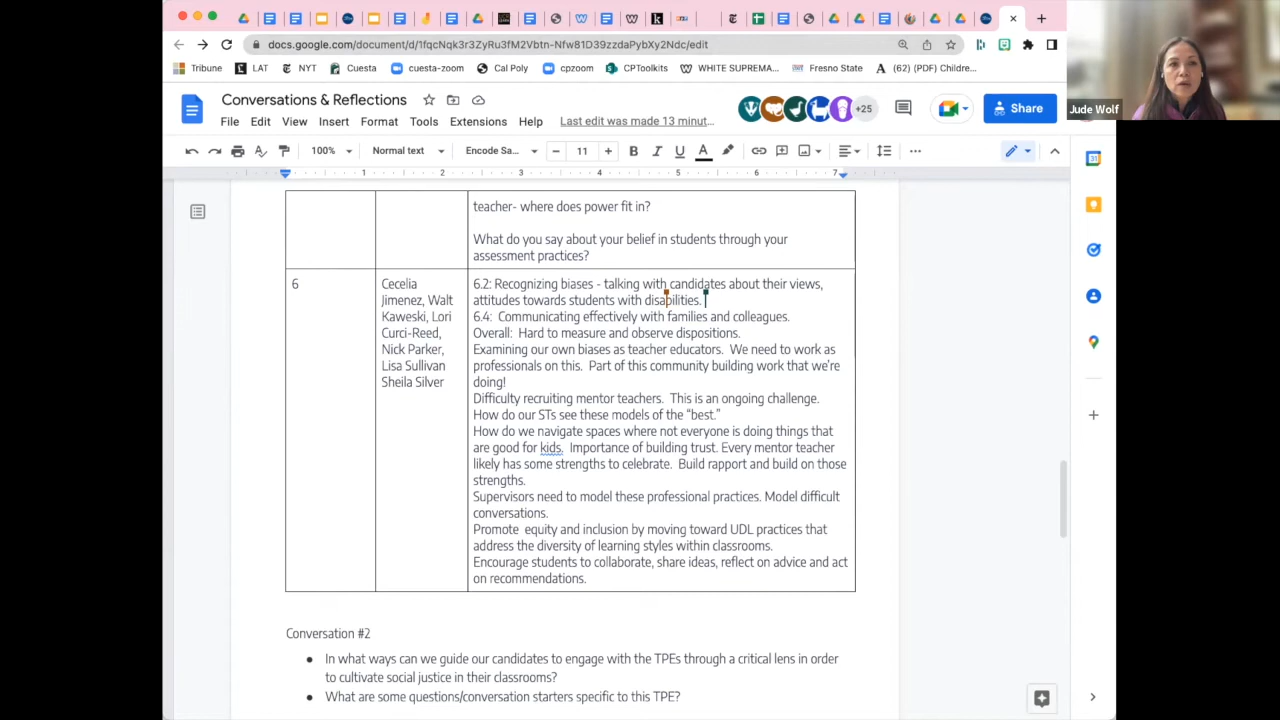 docs.google.com/document/d/1fqcNqk3r3ZyRu3fM2Vbtn-Nfw81D39zzdaPybXy2Ndc/edit
Tribune
LAT
NYT
Cuesta
cuesta-zoom
Cal Poly
cpzoom
CPToolkits
WHITE SUPREMA...
Fresno State
(62) (PDF) Childre...
Jude Wolf
Conversations & Reflections
+25
Share
File Edit View Insert Format Tools Extensions Help Last edit was made 13 minut...
100% Normal text Encode Sa... 11
1 2 3 4 5 6 7
teacher- where does power fit in?
What do you say about your belief in students through your
assessment practices?
6
Cecelia
Jimenez, Walt
Kaweski, Lori
Curci-Reed,
Nick Parker,
Lisa Sullivan
Sheila Silver
6.2: Recognizing biases - talking with candidates about their views,
attitudes towards students with disabilities.
6.4: Communicating effectively with families and colleagues.
Overall: Hard to measure and observe dispositions.
Examining our own biases as teacher educators. We need to work as
professionals on this. Part of this community building work that we're
doing!
Difficulty recruiting mentor teachers. This is an ongoing challenge.
How do our STs see these models of the "best."
How do we navigate spaces where not everyone is doing things that
are good for kids. Importance of building trust. Every mentor teacher
likely has some strengths to celebrate. Build rapport and build on those
strengths.
Supervisors need to model these professional practices. Model difficult
conversations.
Promote equity and inclusion by moving toward UDL practices that
address the diversity of learning styles within classrooms.
Encourage students to collaborate, share ideas, reflect on advice and act
on recommendations.
Conversation #2
● In what ways can we guide our candidates to engage with the TPEs through a critical lens in order
to cultivate social justice in their classrooms?
● What are some questions/conversation starters specific to this TPE?